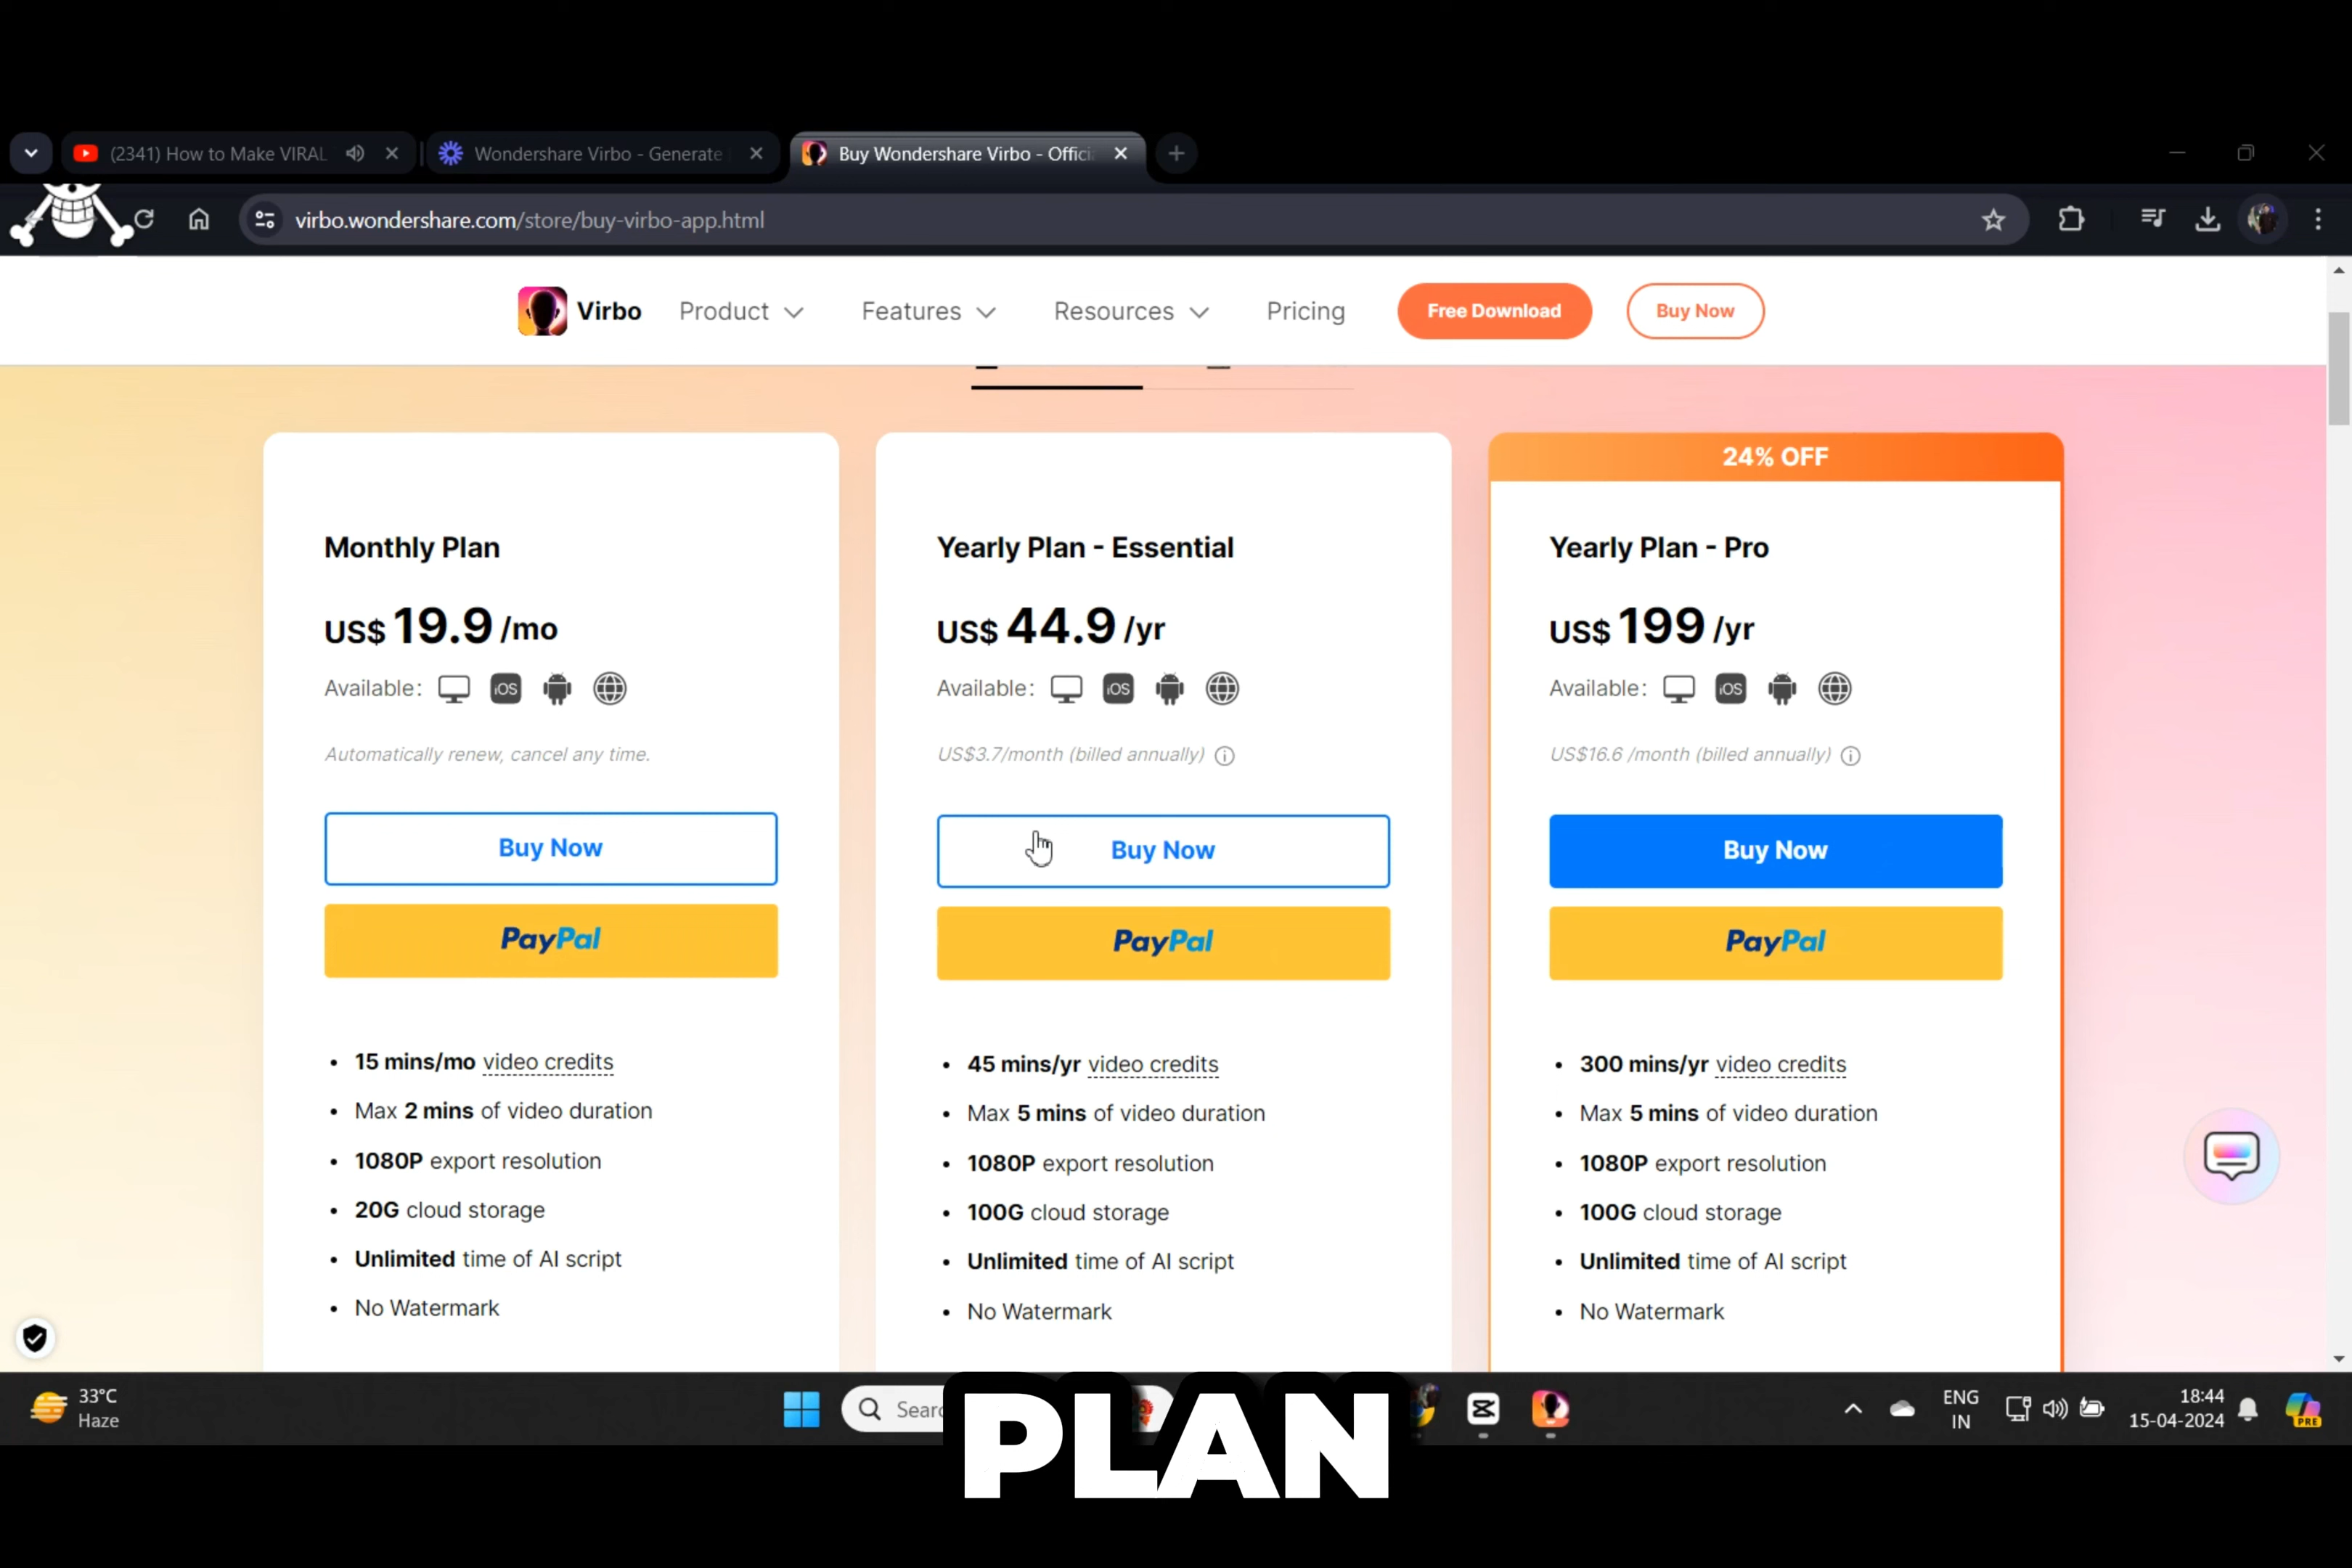 (2341) How to Make VIRAL
Wondershare Virbo - Generate
Buy Wondershare Virbo - Offici
virbo.wondershare.com/store/buy-virbo-app.html
Virbo Product Features Resources Pricing Free Download Buy Now
24% OFF
Monthly Plan
US$ 19.9 /mo
Available: iOS
Automatically renew, cancel any time.
Buy Now
PayPal
15 mins/mo video credits
Max 2 mins of video duration
1080P export resolution
20G cloud storage
Unlimited time of AI script
No Watermark
Yearly Plan - Essential
US$ 44.9 /yr
Available: iOS
US$3.7/month (billed annually)
Buy Now
PayPal
45 mins/yr video credits
Max 5 mins of video duration
1080P export resolution
100G cloud storage
Unlimited time of AI script
No Watermark
Yearly Plan - Pro
US$ 199 /yr
Available: iOS
US$16.6 /month (billed annually)
Buy Now
PayPal
300 mins/yr video credits
Max 5 mins of video duration
1080P export resolution
100G cloud storage
Unlimited time of AI script
No Watermark
33°C
Haze
Searc
ENG
IN
18:44
15-04-2024
PRE
PLAN